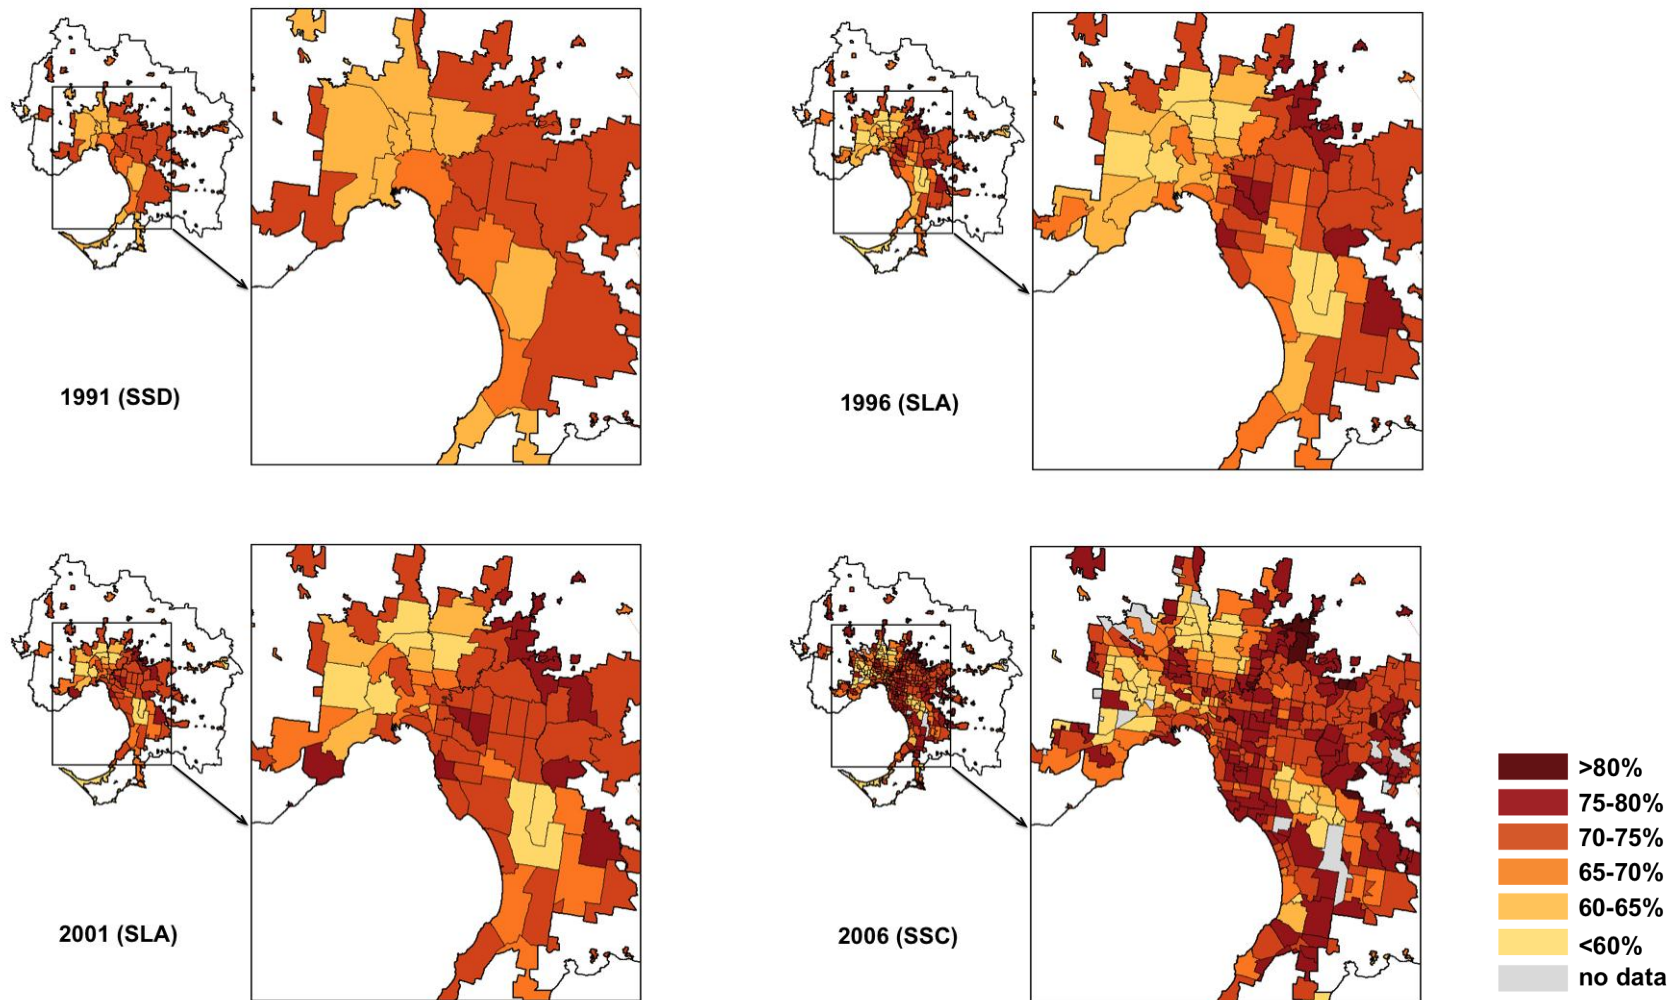 1991 (SSD)
1996 (SLA)
2001 (SLA)
2006 (SSC)
>80%
75-80%
70-75%
65-70%
60-65%
<60%
no data